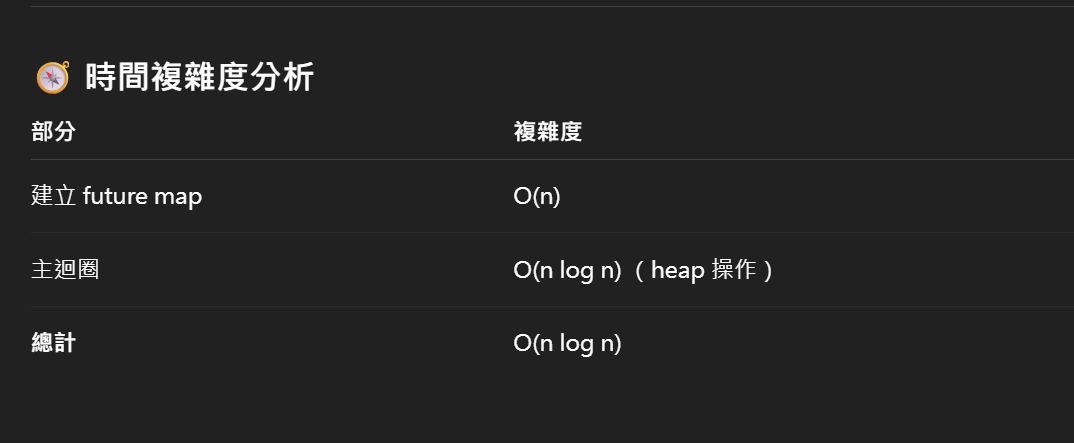 時間複雜度分析
部分 複雜度
建立 future map O(n)
主迴圈 O(n log n)（heap 操作）
總計 O(n log n)